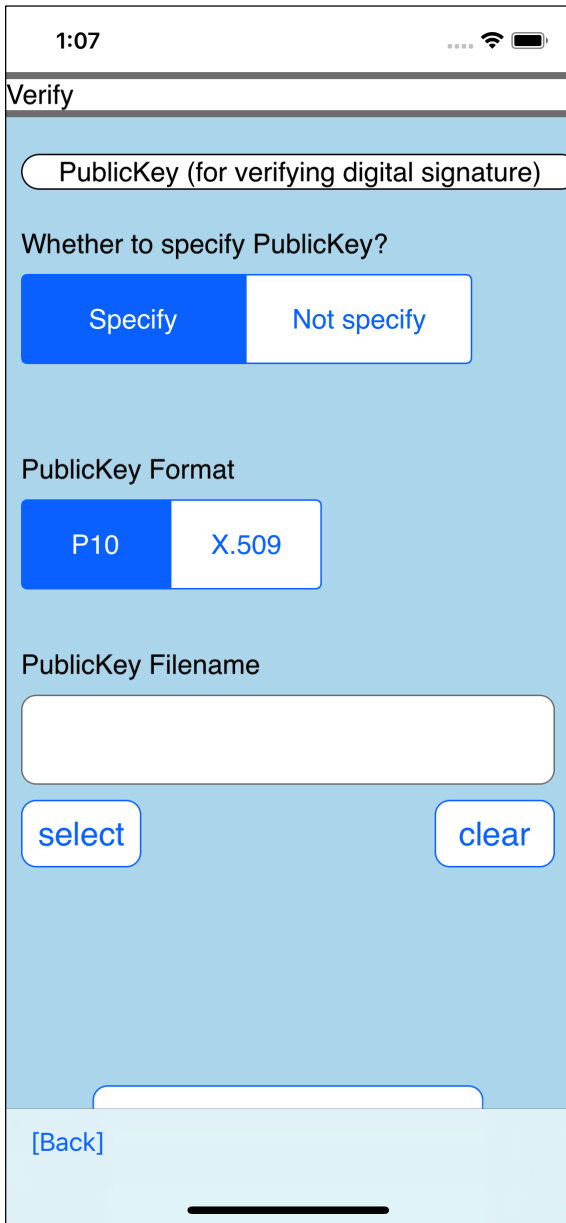 1:07
Verify
PublicKey (for verifying digital signature)
Whether to specify PublicKey?
Specify Not specify
PublicKey Format
P10 X.509
PublicKey Filename
select clear
[Back]